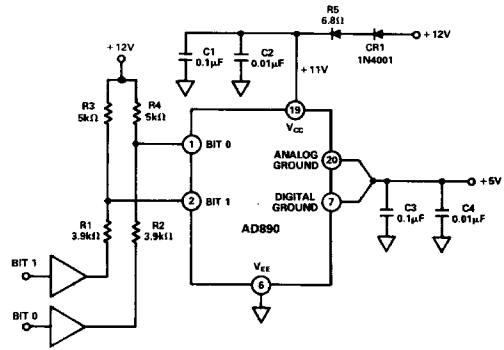 R5
6.8Ω
+12V
C1
0.1µF
C2
0.01µF
CR1
1N4001
+12V
+11V
R3
5kΩ
R4
5kΩ
19
VCC
1
BIT 0
ANALOG
GROUND
20
2
BIT 1
DIGITAL
GROUND
7
+5V
R1
3.9kΩ
R2
3.9kΩ
AD890
C3
0.1µF
C4
0.01µF
BIT 1
VEE
6
BIT 0